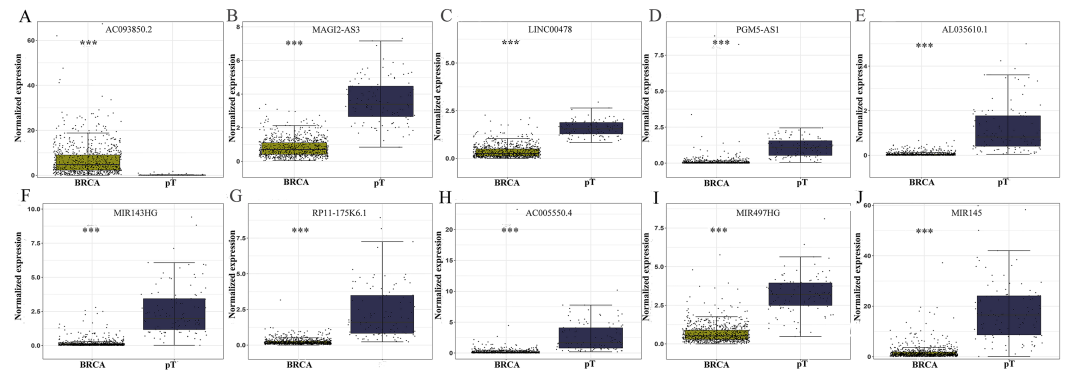 A
AC093850.2
***
Normalized expression
60
40
20
0
BRCA
pT
B
MAGI2-AS3
***
Normalized expression
8
6
4
2
0
BRCA
pT
C
LINC00478
***
Normalized expression
5.0
2.5
0.0
BRCA
pT
D
PGM5-AS1
***
Normalized expression
7.5
5.0
2.5
0.0
BRCA
pT
E
AL035610.1
***
Normalized expression
4
2
0
BRCA
pT
F
MIR143HG
***
Normalized expression
10.0
7.5
5.0
2.5
0.0
BRCA
pT
G
RP11-175K6.1
***
Normalized expression
7.5
5.0
2.5
0.0
BRCA
H
AC005550.4
***
Normalized expression
20
15
10
5
0
BRCA
pT
I
MIR497HG
***
Normalized expression
7.5
5.0
2.5
0.0
BRCA
pT
J
MIR145
***
Normalized expression
60
40
20
0
BRCA
pT